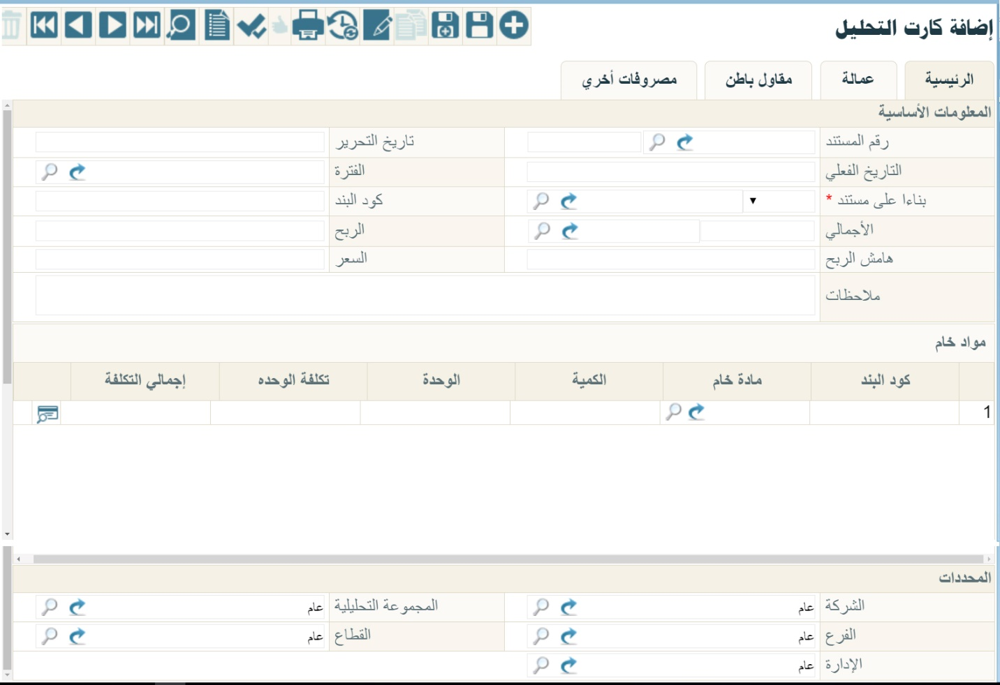 إضافة كارت التحليل
الرئيسية عمالة مقاول باطن مصروفات أخري
المعلومات الأساسية
رقم المستند تاريخ التحرير
التاريخ الفعلي الفترة
بناءا على مستند * كود البند
الأجمالي الربح
هامش الربح السعر
ملاحظات
مواد خام
كود البند مادة خام الكمية الوحدة تكلفة الوحده إجمالي التكلفة
1
المحددات
الشركة عام المجموعة التحليلية عام
الفرع عام القطاع عام
الإدارة عام